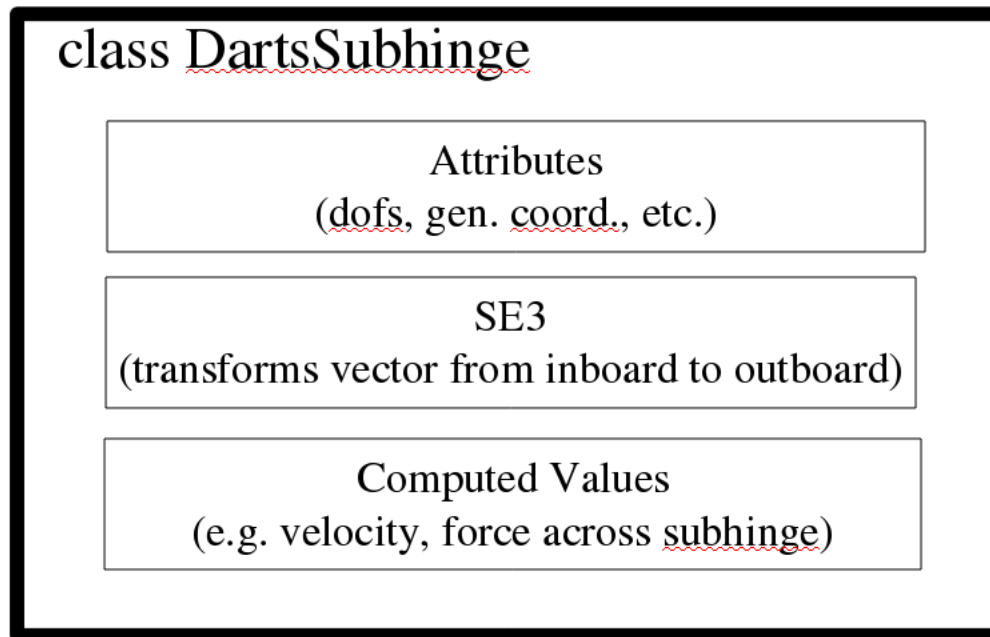 class DartsSubhinge
Attributes
(dofs, gen. coord., etc.)
SE3
(transforms vector from inboard to outboard)
Computed Values
(e.g. velocity, force across subhinge)